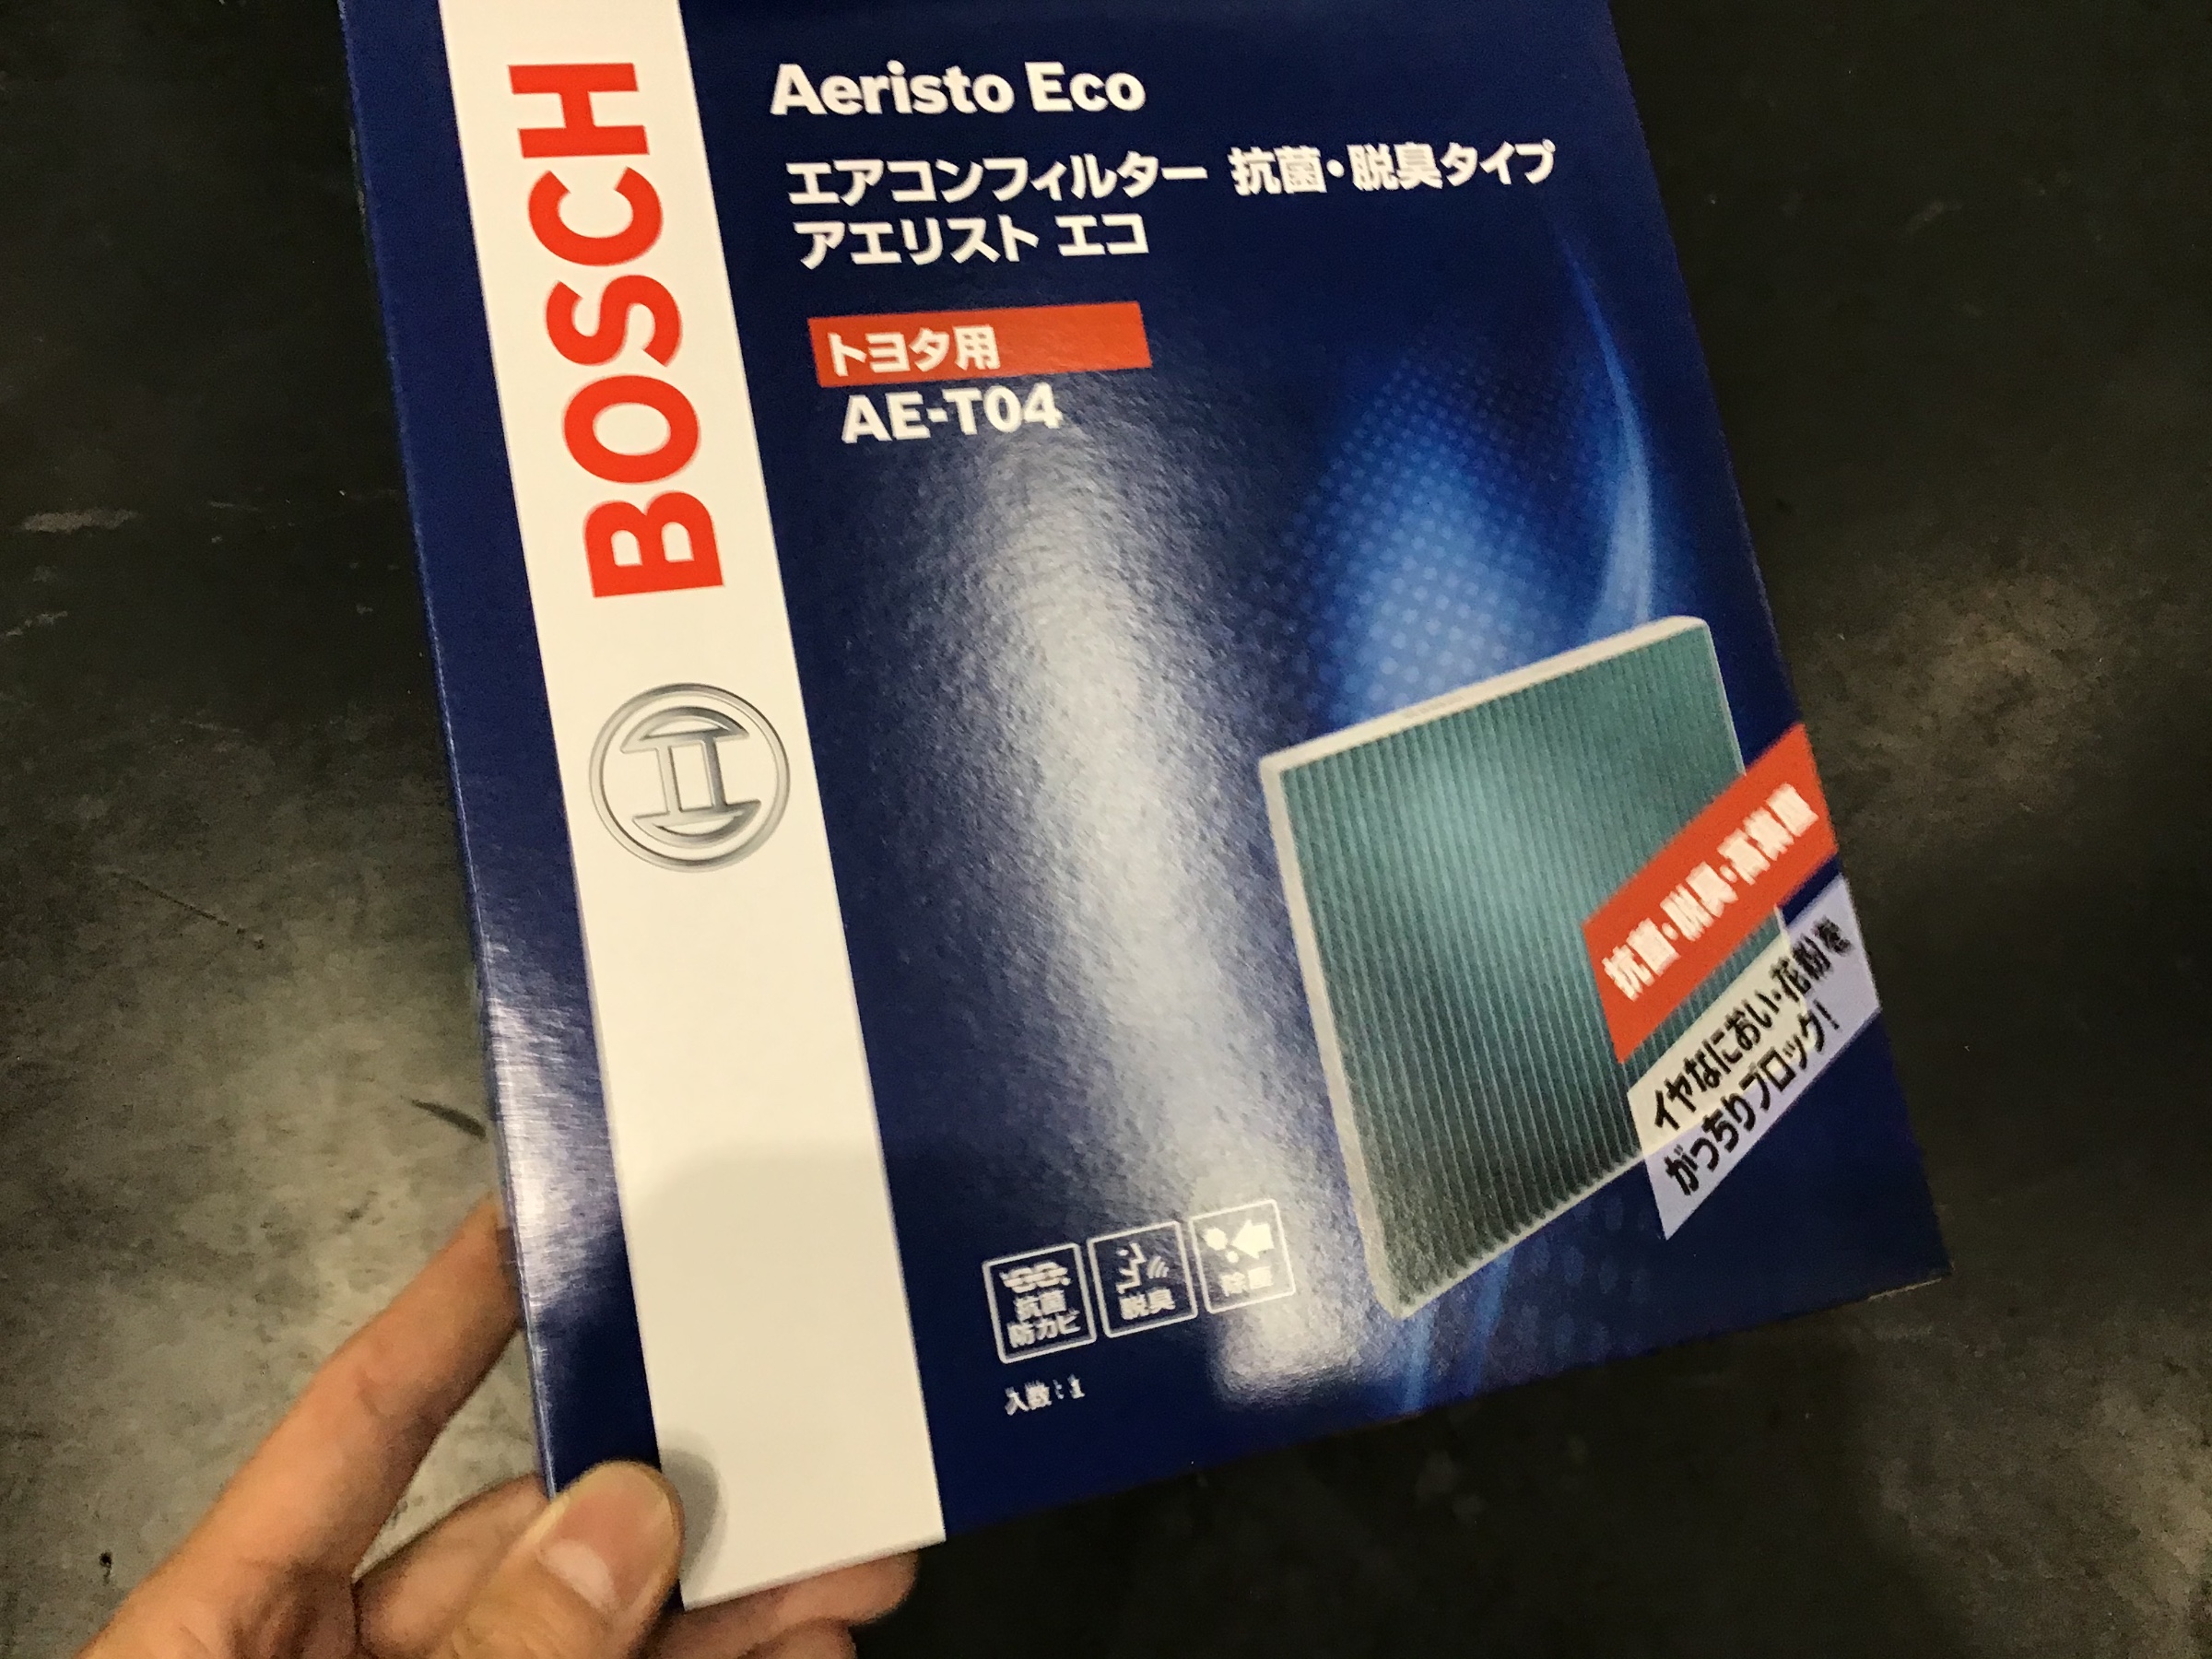 BOSCH
Aeristo Eco
エアコンフィルター 抗菌・脱臭タイプ
アエリスト エコ
トヨタ用
AE-T04
抗菌・脱臭・高集塵
イヤなにおい・花粉を
がっちりブロック!
抗菌
防カビ
脱臭
除塵
入数:1